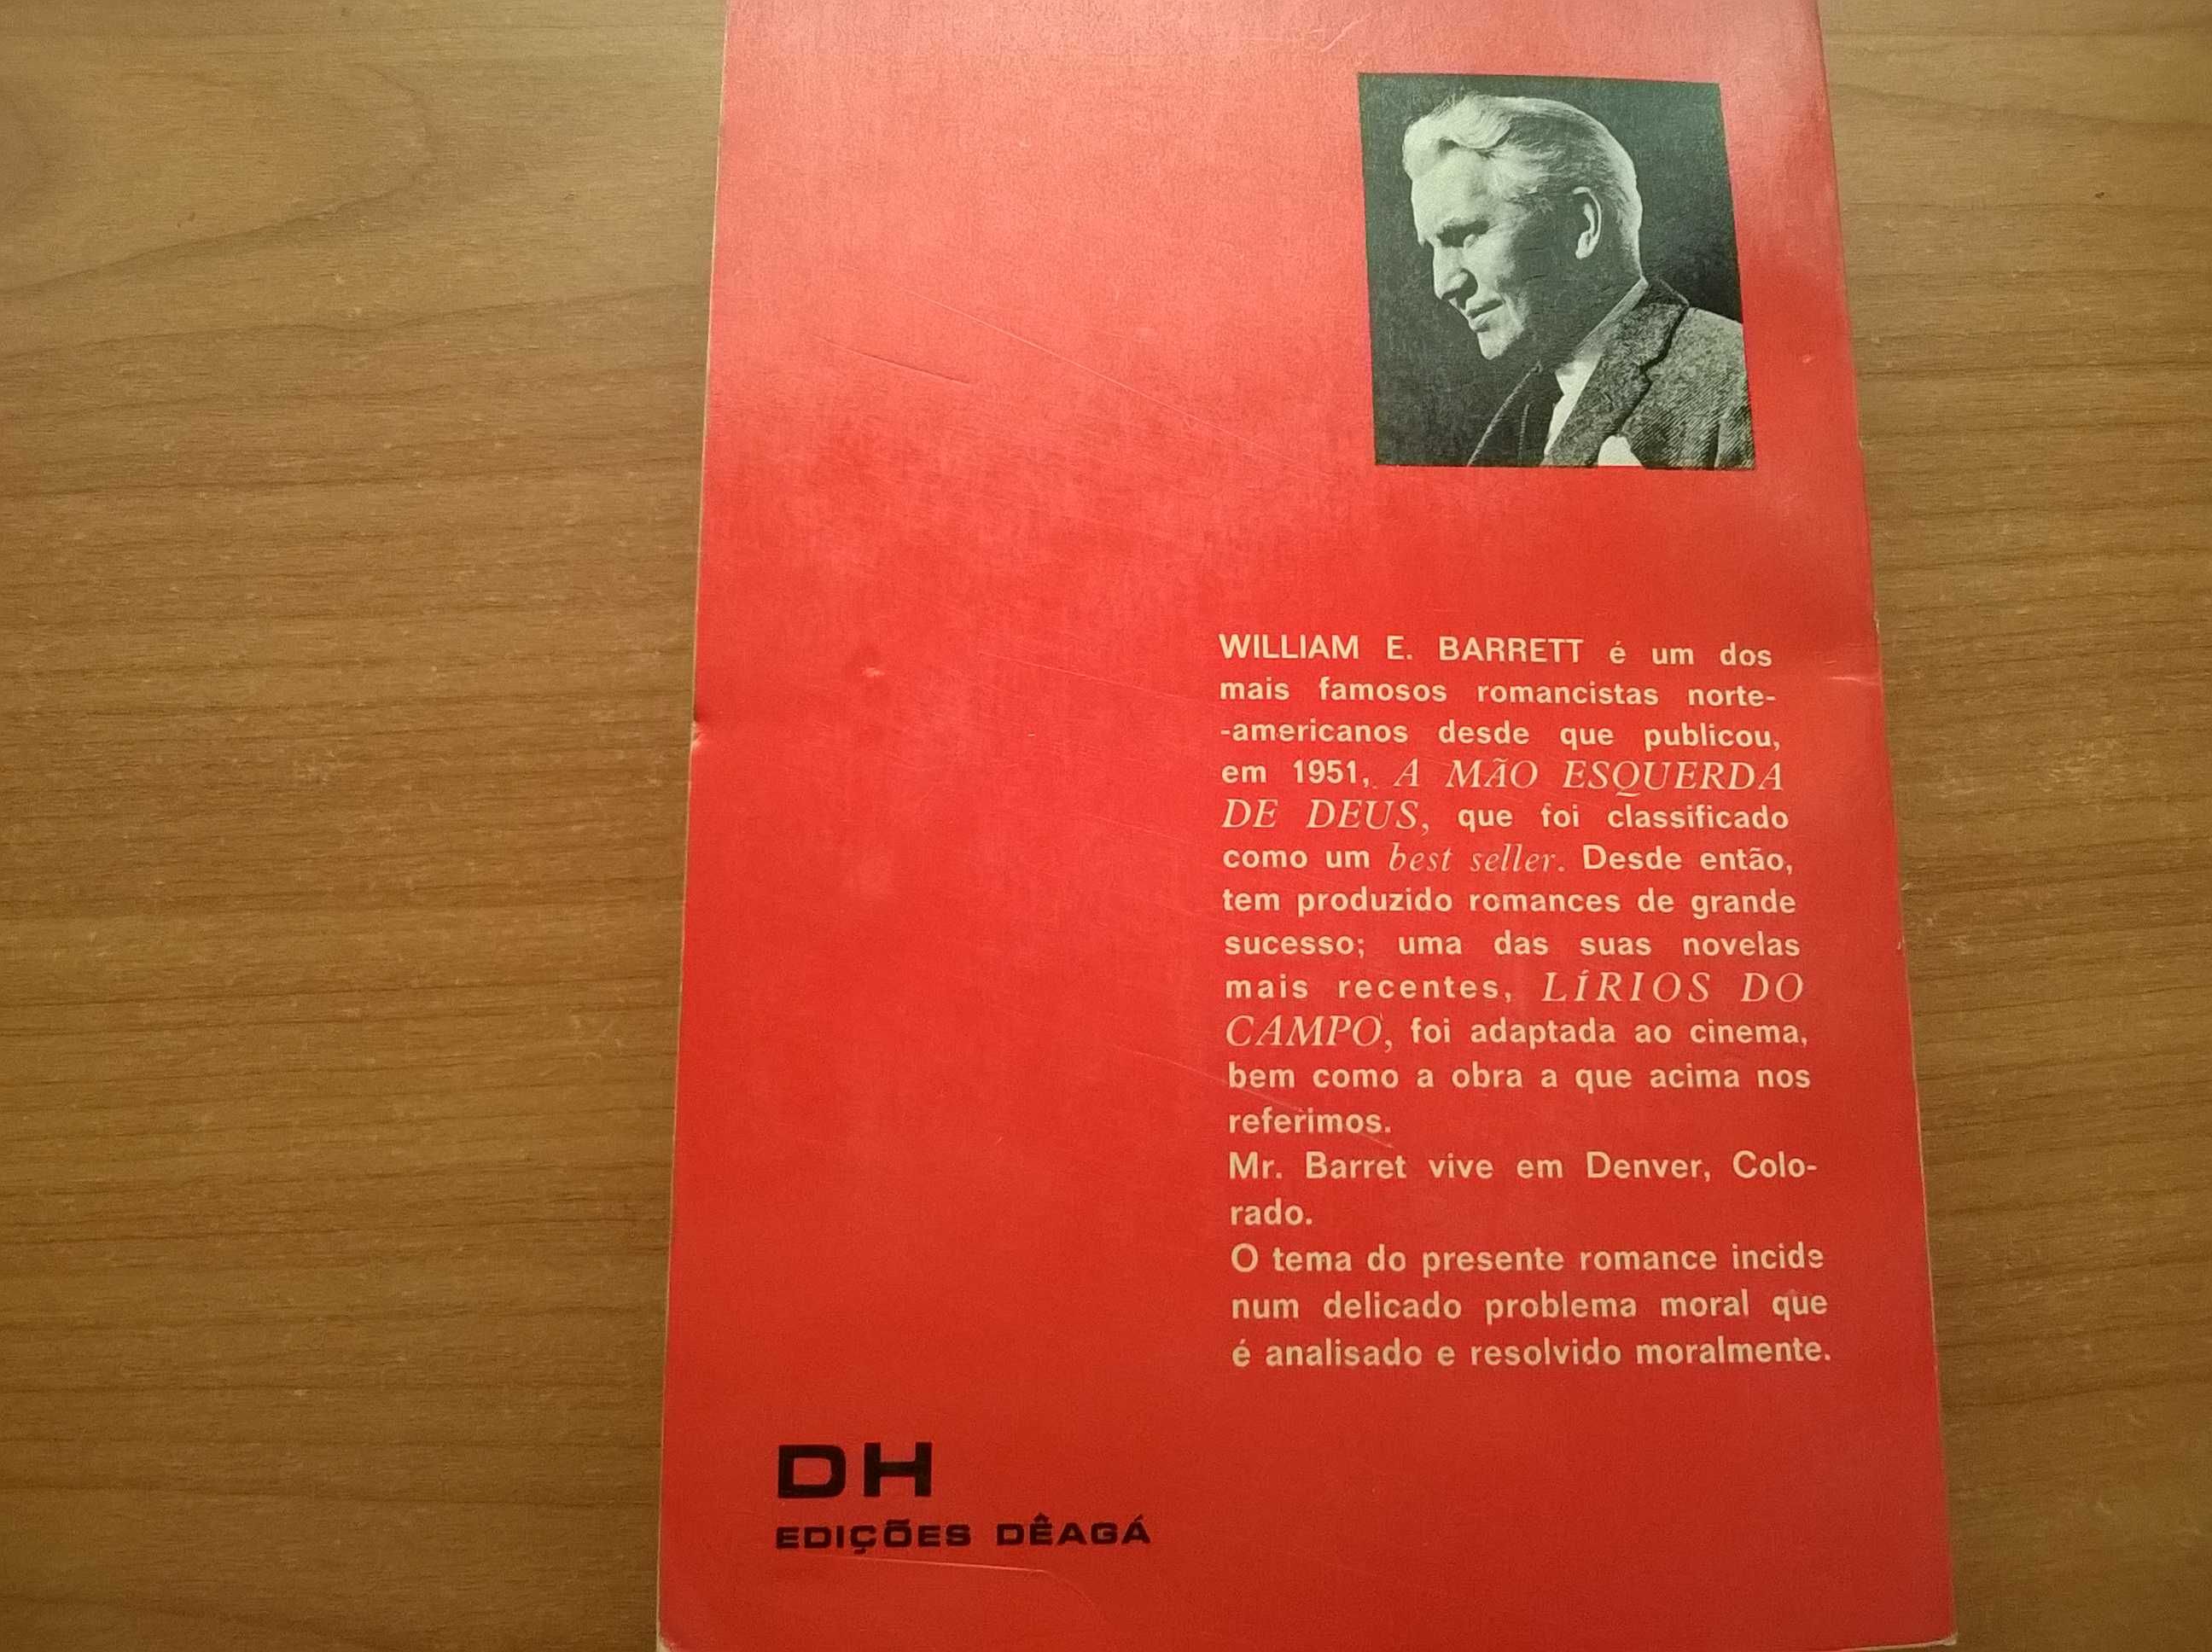 WILLIAM E. BARRETT é um dos
mais famosos romancistas norte-
-americanos desde que publicou,
em 1951, A MÃO ESQUERDA
DE DEUS, que foi classificado
como um best seller. Desde então,
tem produzido romances de grande
sucesso; uma das suas novelas
mais recentes, LÍRIOS DO
CAMPO, foi adaptada ao cinema,
bem como a obra a que acima nos
referimos.
Mr. Barret vive em Denver, Colo-
rado.
O tema do presente romance incide
num delicado problema moral que
é analisado e resolvido moralmente.
DH
EDIÇÕES DÊAGÁ